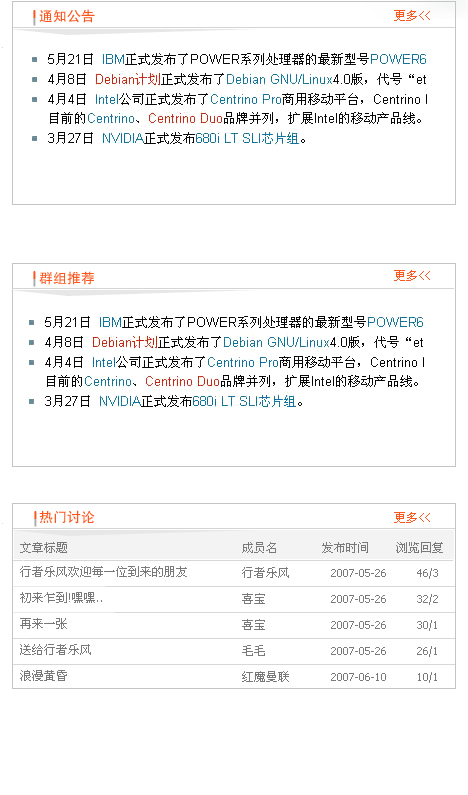 通知公告 更多<<
5月21日 IBM正式发布了POWER系列处理器的最新型号POWER6
4月8日 Debian计划正式发布了Debian GNU/Linux4.0版，代号“et
4月4日 Intel公司正式发布了Centrino Pro商用移动平台，Centrino l
目前的Centrino、Centrino Duo品牌并列，扩展Intel的移动产品线。
3月27日 NVIDIA正式发布680i LT SLI芯片组。
群组推荐 更多<<
5月21日 IBM正式发布了POWER系列处理器的最新型号POWER6
4月8日 Debian计划正式发布了Debian GNU/Linux4.0版，代号“et
4月4日 Intel公司正式发布了Centrino Pro商用移动平台，Centrino l
目前的Centrino、Centrino Duo品牌并列，扩展Intel的移动产品线。
3月27日 NVIDIA正式发布680i LT SLI芯片组。
热门讨论 更多<<
文章标题 成员名 发布时间 浏览回复
行者乐风欢迎每一位到来的朋友 行者乐风 2007-05-26 46/3
初来乍到!嘿嘿.. 喜宝 2007-05-26 32/2
再来一张 喜宝 2007-05-26 30/1
送给行者乐风 毛毛 2007-05-26 26/1
浪漫黄昏 红魔曼联 2007-06-10 10/1